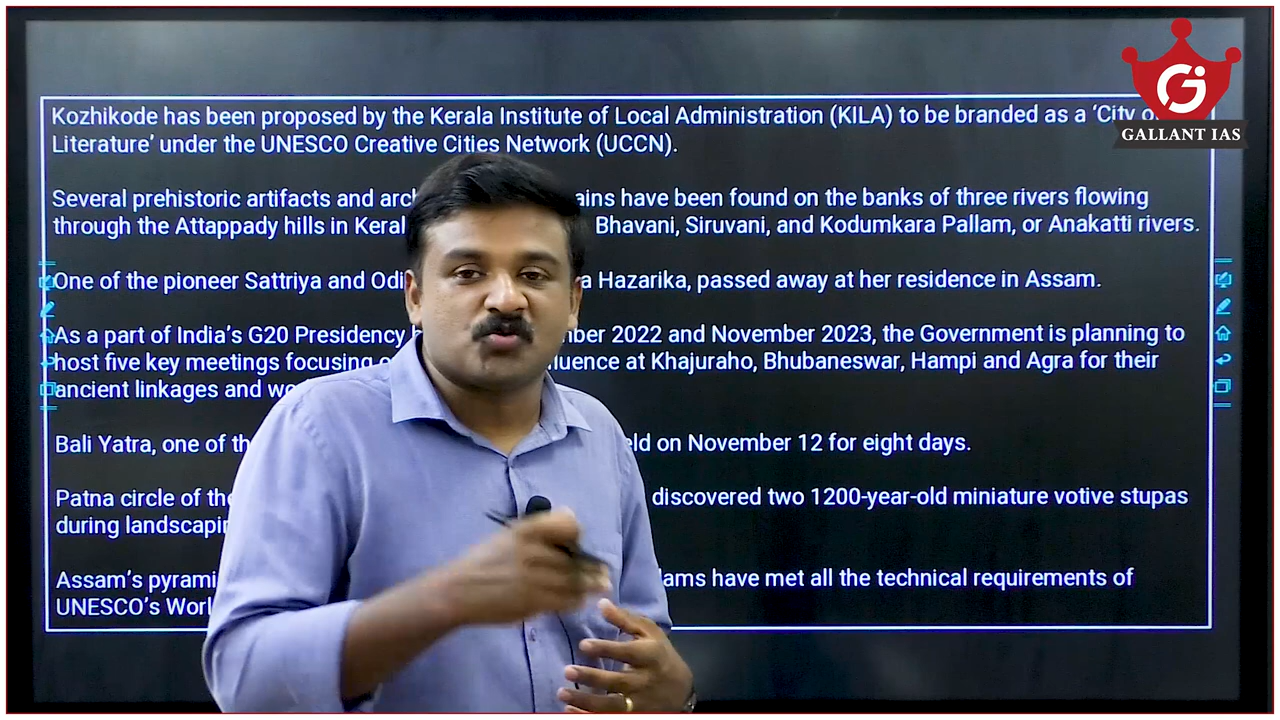 Kozhikode has been proposed by the Kerala Institute of Local Administration (KILA) to be branded as a ‘City of
Literature’ under the UNESCO Creative Cities Network (UCCN).
Several prehistoric artifacts and arch ains have been found on the banks of three rivers flowing
through the Attappady hills in Keral Bhavani, Siruvani, and Kodumkara Pallam, or Anakatti rivers.
One of the pioneer Sattriya and Odi a Hazarika, passed away at her residence in Assam.
As a part of India’s G20 Presidency mber 2022 and November 2023, the Government is planning to
host five key meetings focusing fluence at Khajuraho, Bhubaneswar, Hampi and Agra for their
ancient linkages and wo
Bali Yatra, one of th eld on November 12 for eight days.
Patna circle of the discovered two 1200-year-old miniature votive stupas
during landscapin
Assam’s pyrami dams have met all the technical requirements of
UNESCO’s Worl
GALLANT IAS